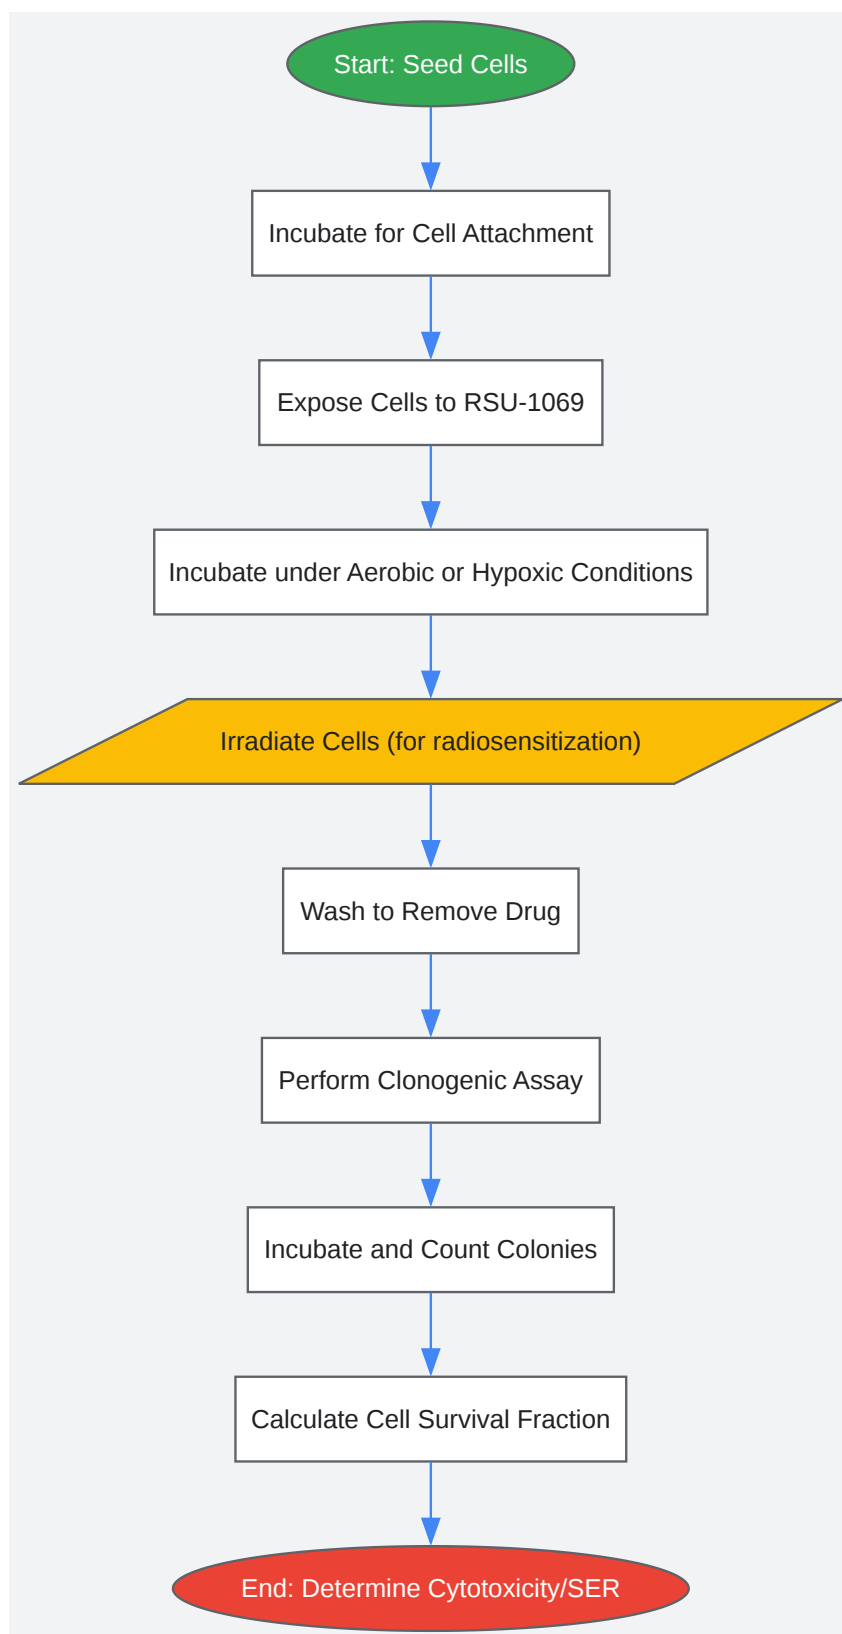 Start: Seed Cells
Incubate for Cell Attachment
Expose Cells to RSU-1069
Incubate under Aerobic or Hypoxic Conditions
Irradiate Cells (for radiosensitization)
Wash to Remove Drug
Perform Clonogenic Assay
Incubate and Count Colonies
Calculate Cell Survival Fraction
End: Determine Cytotoxicity/SER